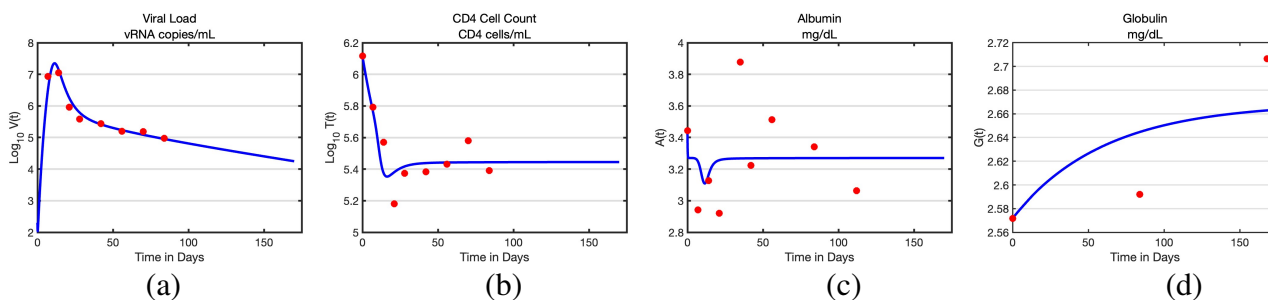 Viral Load
vRNA copies/mL
Log10 V(t)
7
6
5
4
3
2
0 50 100 150
Time in Days
(a)
CD4 Cell Count
CD4 cells/mL
Log10 T(t)
6.2
6
5.8
5.6
5.4
5.2
5
0 50 100 150
Time in Days
(b)
Albumin
mg/dL
A(t)
4
3.8
3.6
3.4
3.2
3
2.8
0 50 100 150
Time in Days
(c)
Globulin
mg/dL
G(t)
2.72
2.7
2.68
2.66
2.64
2.62
2.6
2.58
2.56
0 50 100 150
Time in Days
(d)